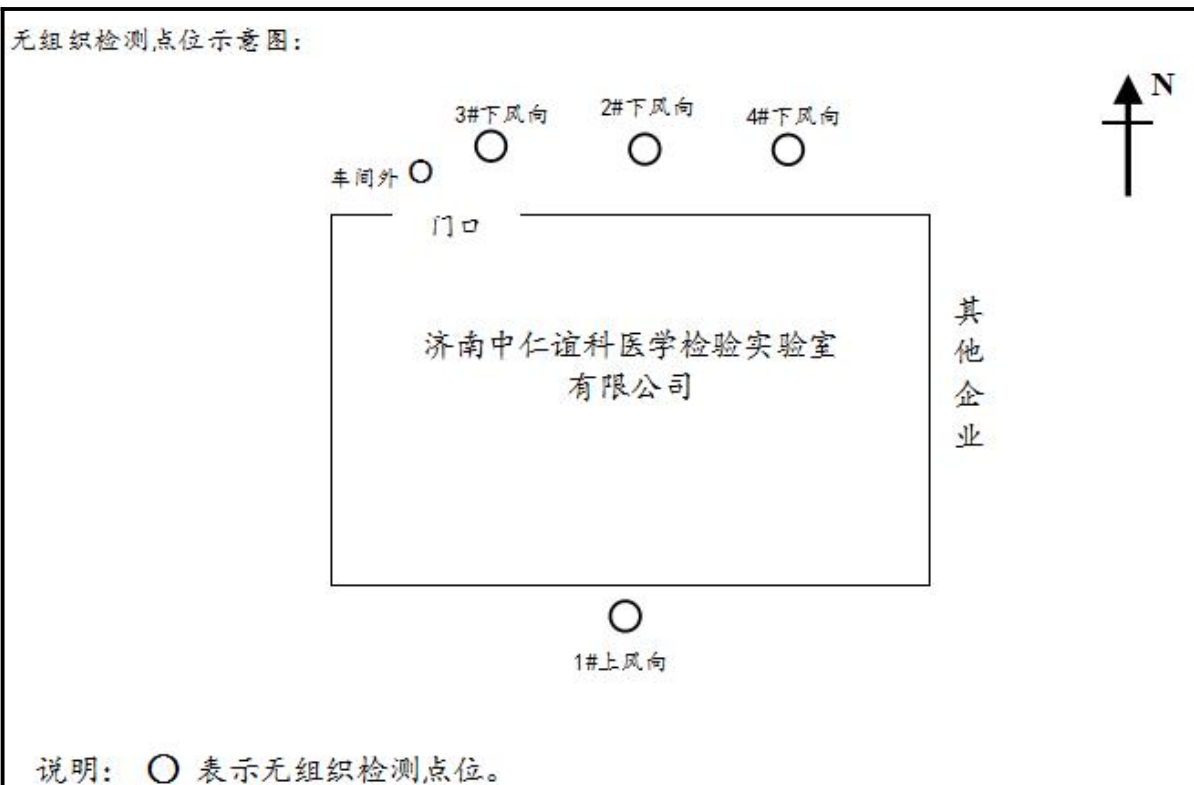 无组织检测点位示意图：
N
3#下风向
2#下风向
4#下风向
车间外
门口
济南中仁谊科医学检验实验室
有限公司
其
他
企
业
1#上风向
说明： ○ 表示无组织检测点位。